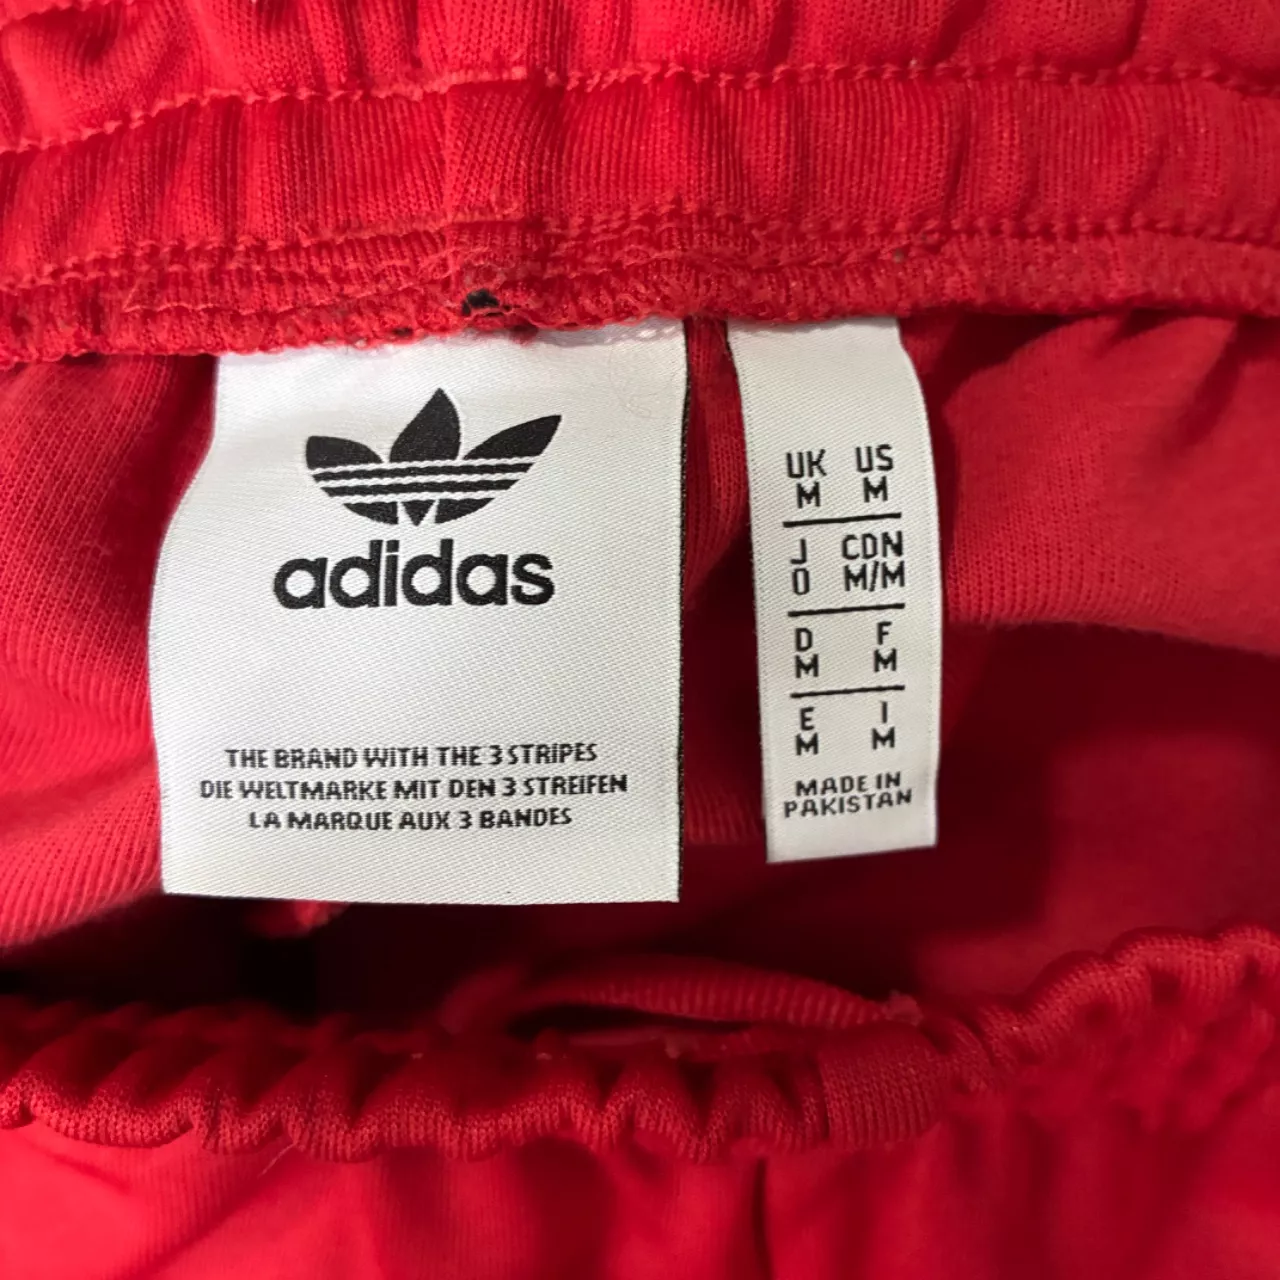 adidas
THE BRAND WITH THE 3 STRIPES
DIE WELTMARKE MIT DEN 3 STREIFEN
LA MARQUE AUX 3 BANDES
UK US
M M
J CDN
O M/M
D F
M M
E I
M M
MADE IN
PAKISTAN